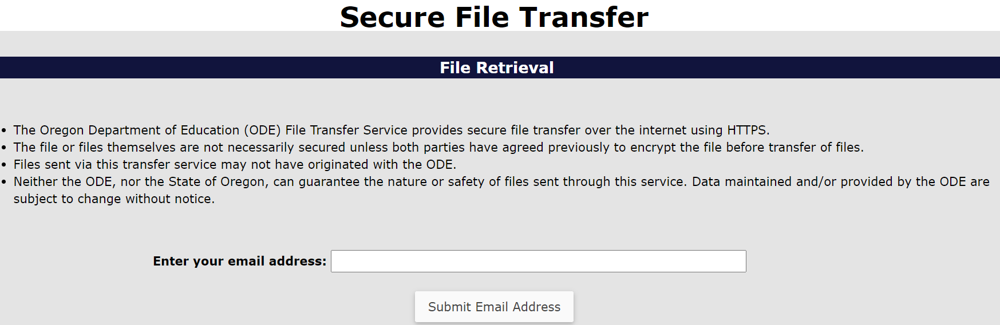 Secure File Transfer
File Retrieval
• The Oregon Department of Education (ODE) File Transfer Service provides secure file transfer over the internet using HTTPS.
• The file or files themselves are not necessarily secured unless both parties have agreed previously to encrypt the file before transfer of files.
• Files sent via this transfer service may not have originated with the ODE.
• Neither the ODE, nor the State of Oregon, can guarantee the nature or safety of files sent through this service. Data maintained and/or provided by the ODE are
subject to change without notice.
Enter your email address:
Submit Email Address